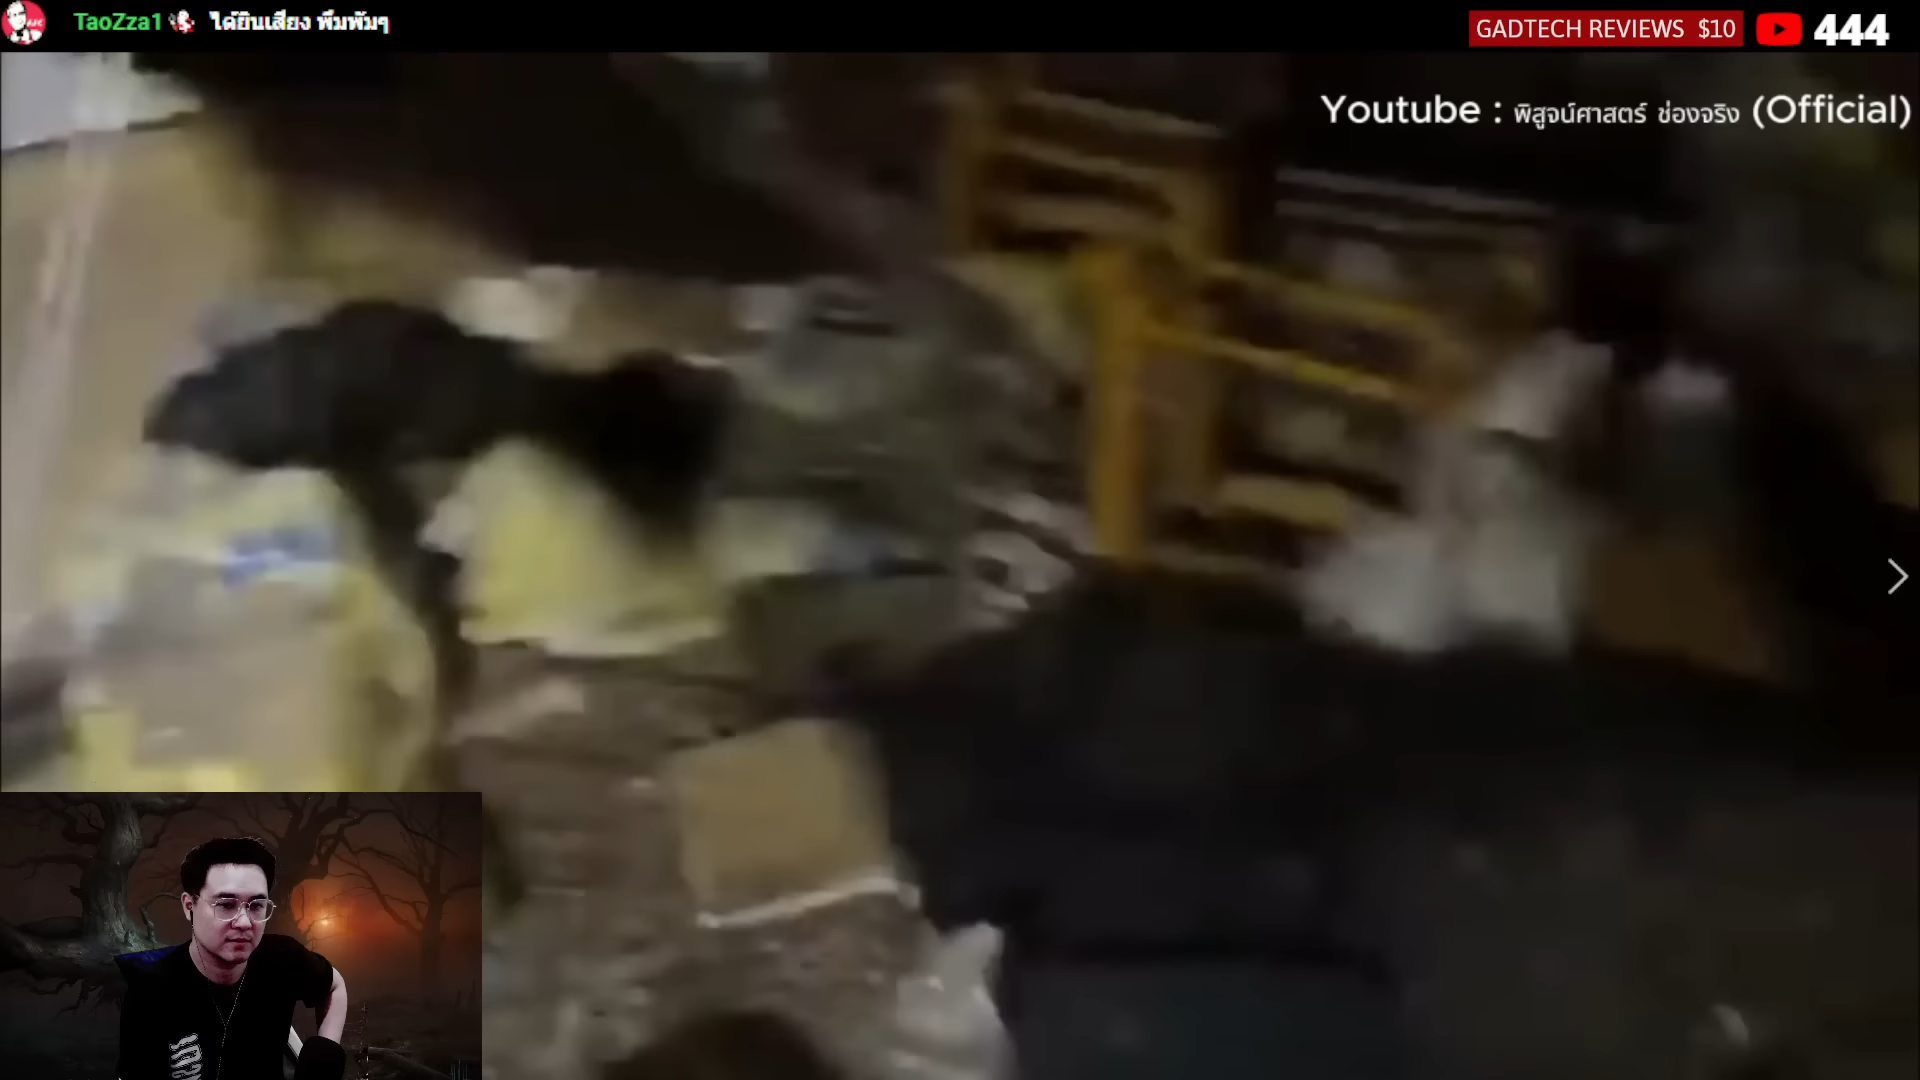 TaoZza1 ได้ยินเสียง พึมพัมๆ
GADTECH REVIEWS $10 444
Youtube : พิสูจน์ศาสตร์ ช่องจริง (Official)